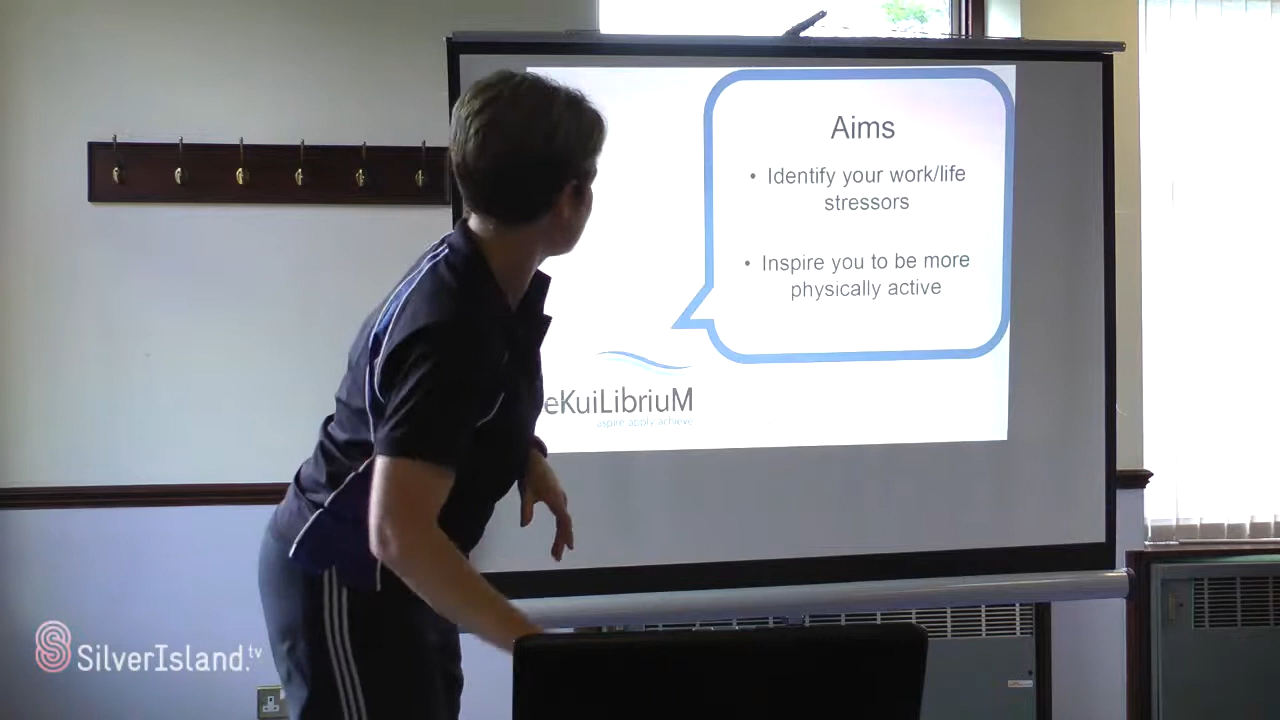 Aims
• Identify your work/life
stressors
• Inspire you to be more
physically active
eKuiLibriuM
aspire apply achieve
SilverIsland.tv